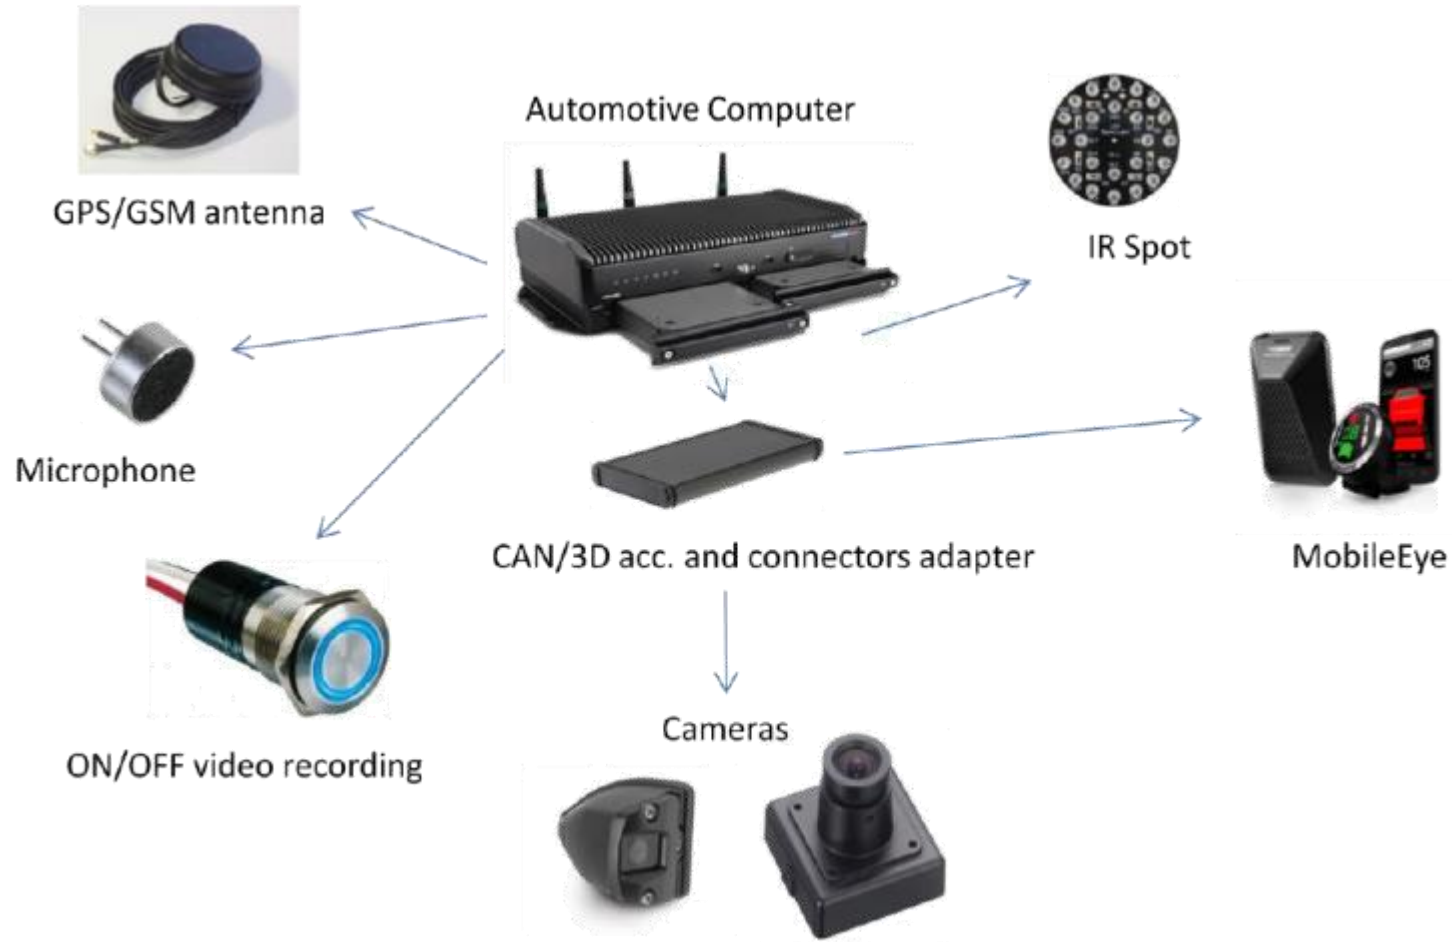 Automotive Computer
GPS/GSM antenna
IR Spot
Microphone
CAN/3D acc. and connectors adapter
MobileEye
ON/OFF video recording
Cameras